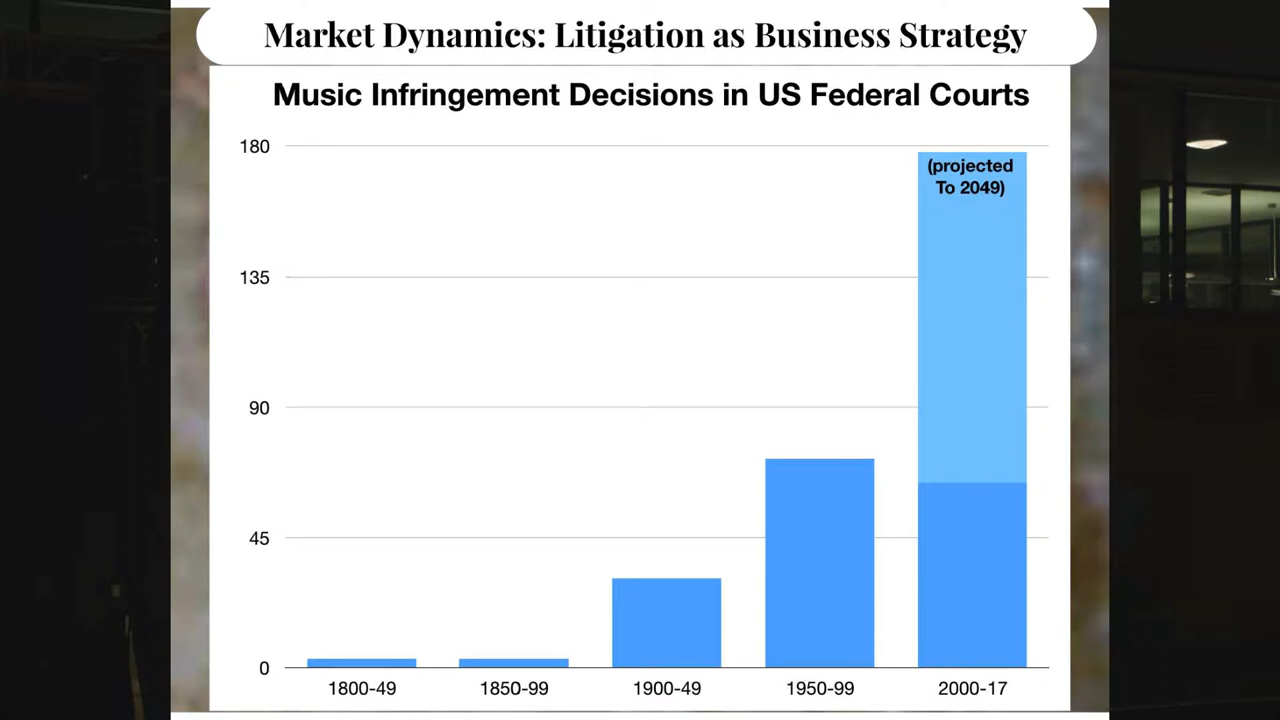 Market Dynamics: Litigation as Business Strategy
Music Infringement Decisions in US Federal Courts
180
135
90
45
0
(projected
To 2049)
1800-49
1850-99
1900-49
1950-99
2000-17